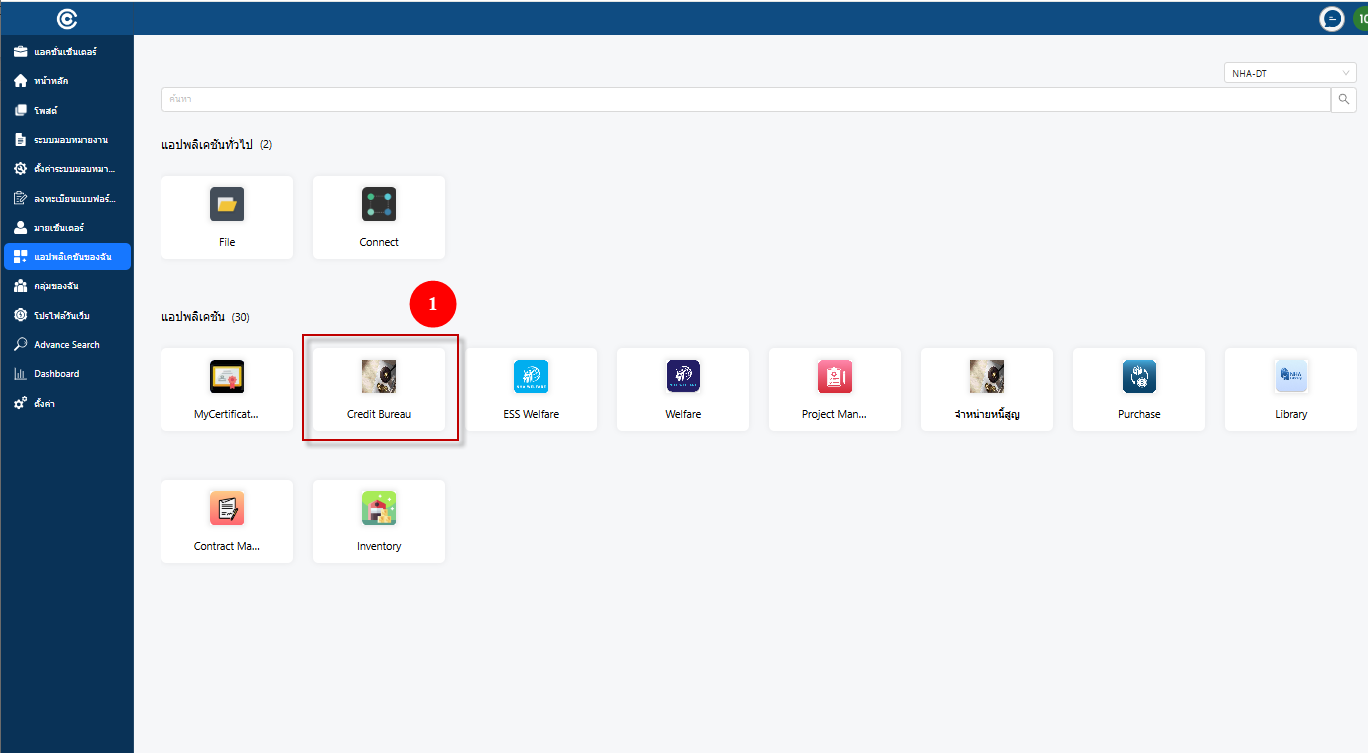 10
แอคชั่นเซ็นเตอร์
หน้าหลัก
โพสต์
ระบบมอบหมายงาน
ตั้งค่าระบบมอบหมา...
ลงทะเบียนแบบฟอร์...
มายเซ็นเตอร์
แอปพลิเคชันของฉัน
กลุ่มของฉัน
โปรไฟล์วันเว็บ
Advance Search
Dashboard
ตั้งค่า
NHA-DT
ค้นหา
แอปพลิเคชันทั่วไป (2)
File
Connect
1
แอปพลิเคชัน (30)
MyCertificat...
Credit Bureau
ESS Welfare
Welfare
Project Man...
จำหน่ายหนี้สูญ
Purchase
NHA
Library
Contract Ma...
Inventory